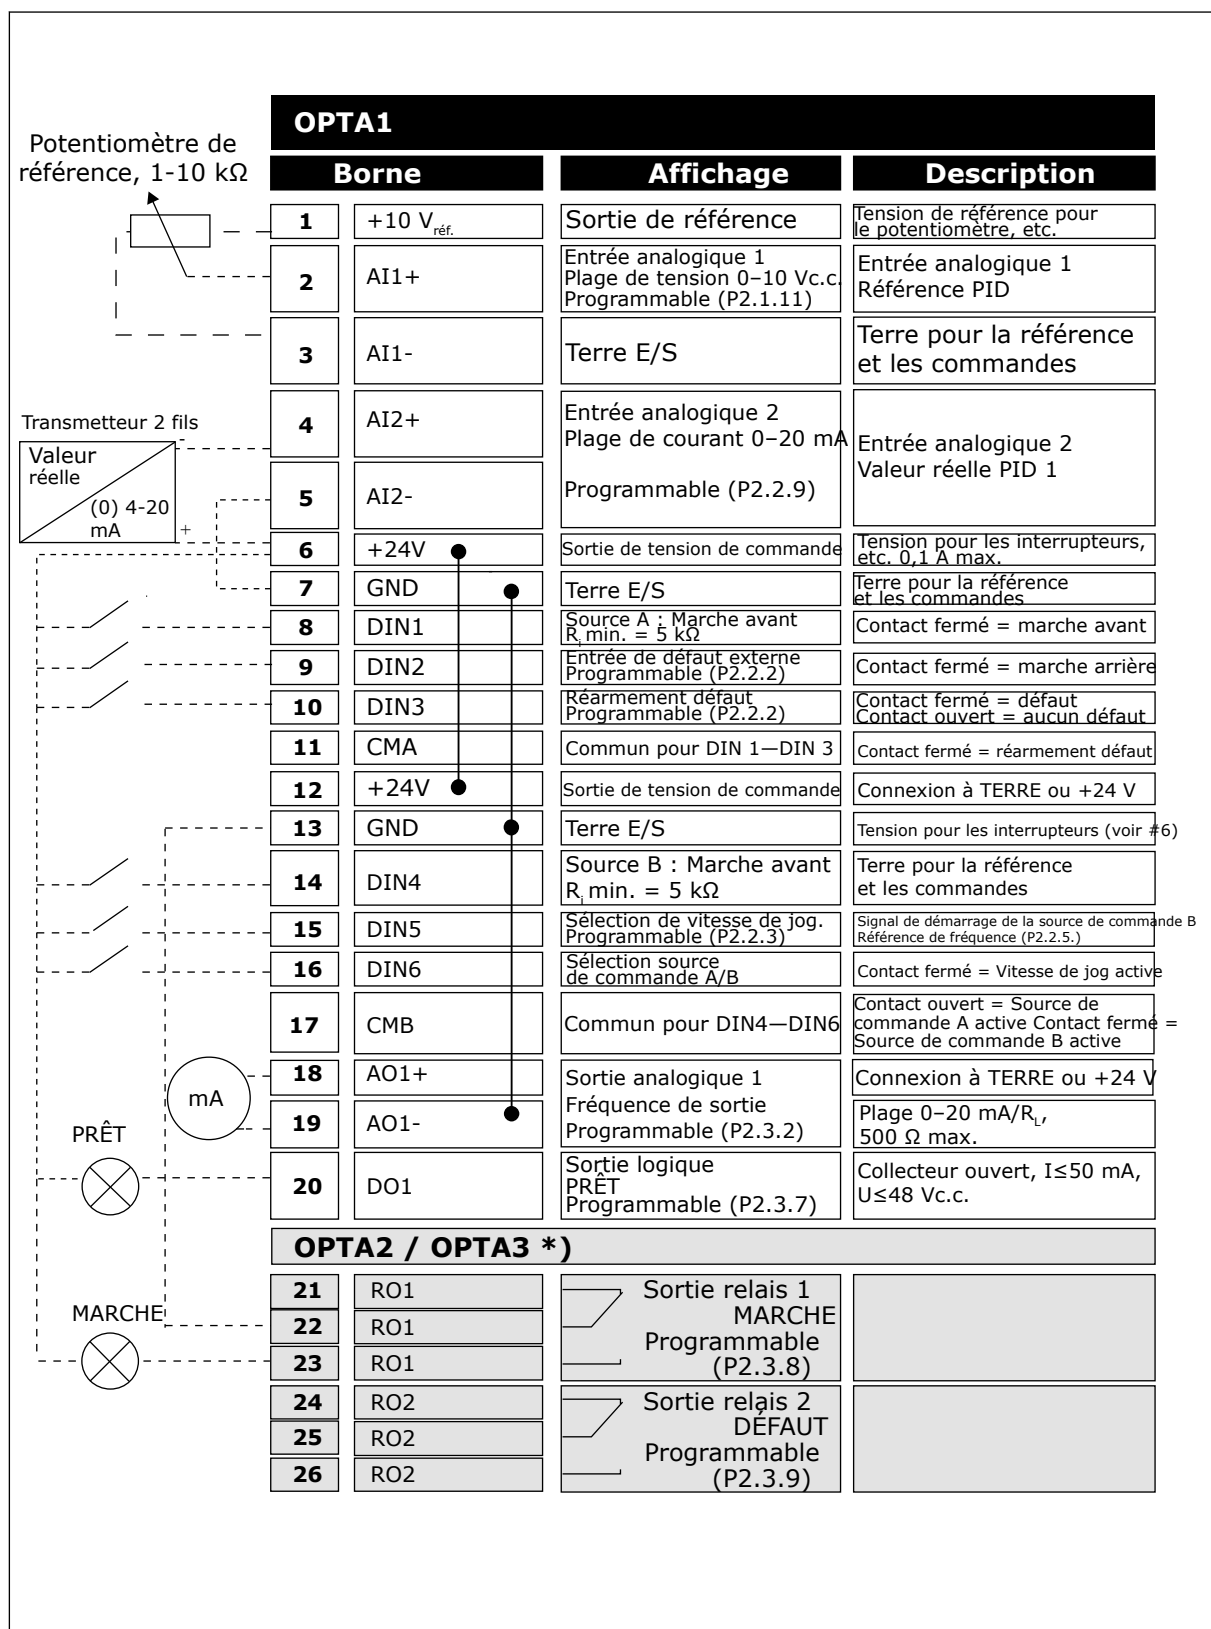 OPTA1
Potentiomètre de
référence, 1-10 kΩ
Borne
Affichage
Description
1
+10 Vréf.
Sortie de référence
Tension de référence pour
le potentiomètre, etc.
2
AI1+
Entrée analogique 1
Plage de tension 0–10 Vc.c.
Programmable (P2.1.11)
Entrée analogique 1
Référence PID
3
AI1-
Terre E/S
Terre pour la référence
et les commandes
Transmetteur 2 fils
-
Valeur
réelle
(0) 4-20
mA
+
4
AI2+
Entrée analogique 2
Plage de courant 0–20 mA
Programmable (P2.2.9)
Entrée analogique 2
Valeur réelle PID 1
5
AI2-
6
+24V
Sortie de tension de commande
Tension pour les interrupteurs,
etc. 0,1 A max.
7
GND
Terre E/S
Terre pour la référence
et les commandes
8
DIN1
Source A : Marche avant
Ri min. = 5 kΩ
Contact fermé = marche avant
9
DIN2
Entrée de défaut externe
Programmable (P2.2.2)
Contact fermé = marche arrière
10
DIN3
Réarmement défaut
Programmable (P2.2.2)
Contact fermé = défaut
Contact ouvert = aucun défaut
11
CMA
Commun pour DIN 1—DIN 3
Contact fermé = réarmement défaut
12
+24V
Sortie de tension de commande
Connexion à TERRE ou +24 V
13
GND
Terre E/S
Tension pour les interrupteurs (voir #6)
14
DIN4
Source B : Marche avant
Ri min. = 5 kΩ
Terre pour la référence
et les commandes
15
DIN5
Sélection de vitesse de jog.
Programmable (P2.2.3)
Signal de démarrage de la source de commande B
Référence de fréquence (P2.2.5.)
16
DIN6
Sélection source
de commande A/B
Contact fermé = Vitesse de jog active
17
CMB
Commun pour DIN4—DIN6
Contact ouvert = Source de
commande A active Contact fermé =
Source de commande B active
mA
18
AO1+
Sortie analogique 1
Fréquence de sortie
Programmable (P2.3.2)
Connexion à TERRE ou +24 V
19
AO1-
Plage 0–20 mA/RL,
500 Ω max.
PRÊT
20
DO1
Sortie logique
PRÊT
Programmable (P2.3.7)
Collecteur ouvert, I≤50 mA,
U≤48 Vc.c.
OPTA2 / OPTA3 *)
MARCHE
21
RO1
22
RO1
23
RO1
Sortie relais 1
MARCHE
Programmable
(P2.3.8)
24
RO2
25
RO2
26
RO2
Sortie relais 2
DÉFAUT
Programmable
(P2.3.9)